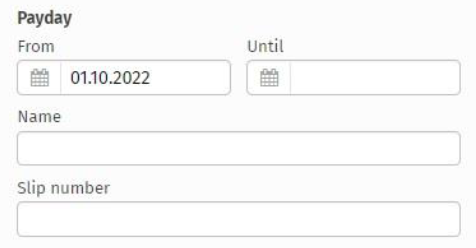 Payday
From Until
01.10.2022
Name
Slip number